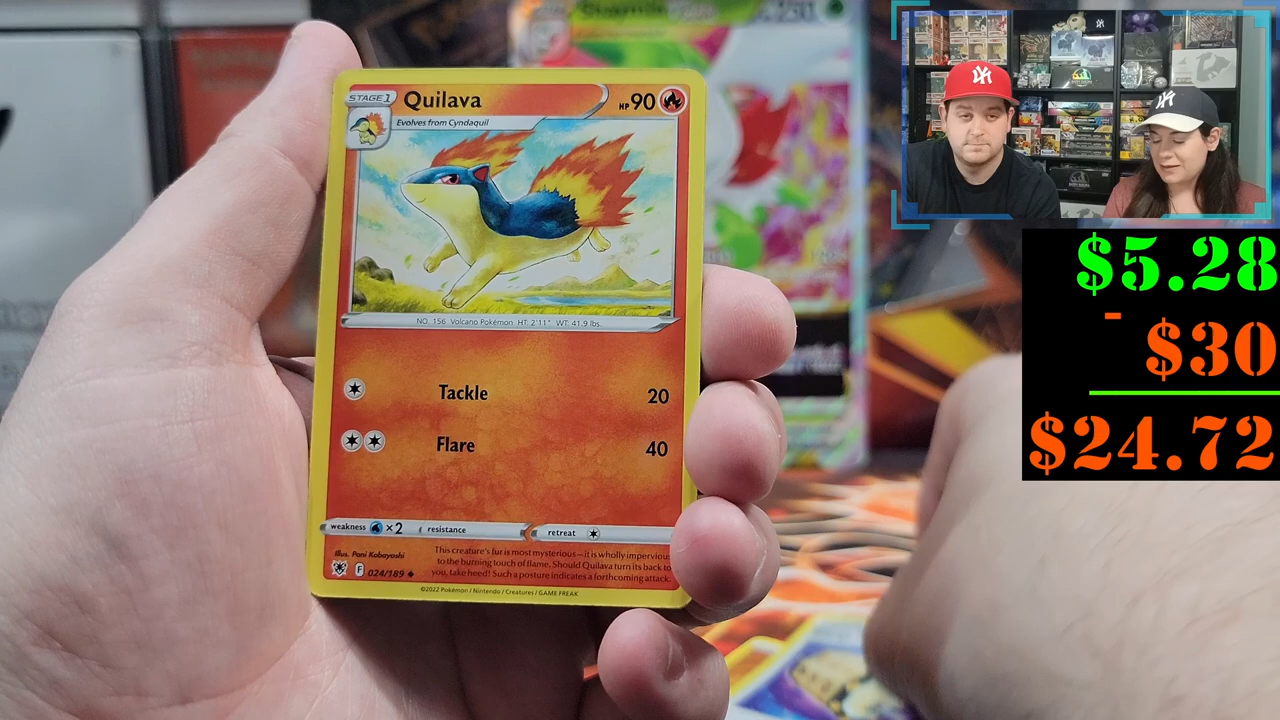 STAGE 1
Quilava
HP 90
Evolves from Cyndaquil
NO. 156 Volcano Pokémon HT: 2'11" WT: 41.9 lbs.
Tackle 20
Flare 40
weakness ×2 resistance retreat
Illus. Pani Kobayashi
F 024/189
This creature's fur is most mysterious—it is wholly impervious
to the burning touch of flame. Should Quilava turn its back to
you, take heed! Such a posture indicates a forthcoming attack.
©2022 Pokémon / Nintendo / Creatures / GAME FREAK
Shaymin
230
$5.28
- $30
$24.72